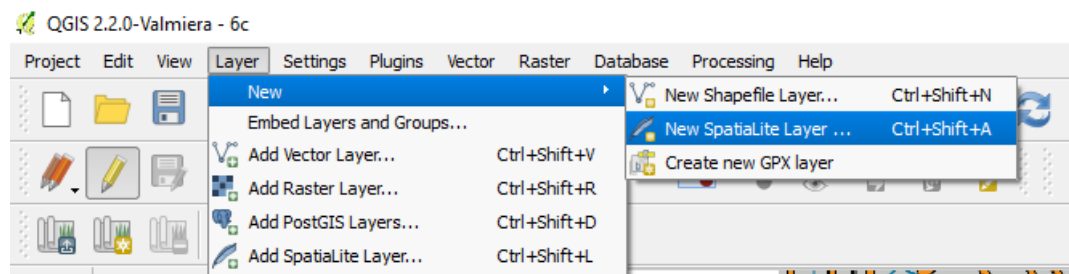 QGIS 2.2.0-Valmiera - 6c
Project Edit View Layer Settings Plugins Vector Raster Database Processing Help
New
New Shapefile Layer... Ctrl+Shift+N
Embed Layers and Groups...
New SpatiaLite Layer ... Ctrl+Shift+A
Add Vector Layer... Ctrl+Shift+V
Create new GPX layer
Add Raster Layer... Ctrl+Shift+R
Add PostGIS Layers... Ctrl+Shift+D
Add SpatiaLite Layer... Ctrl+Shift+L